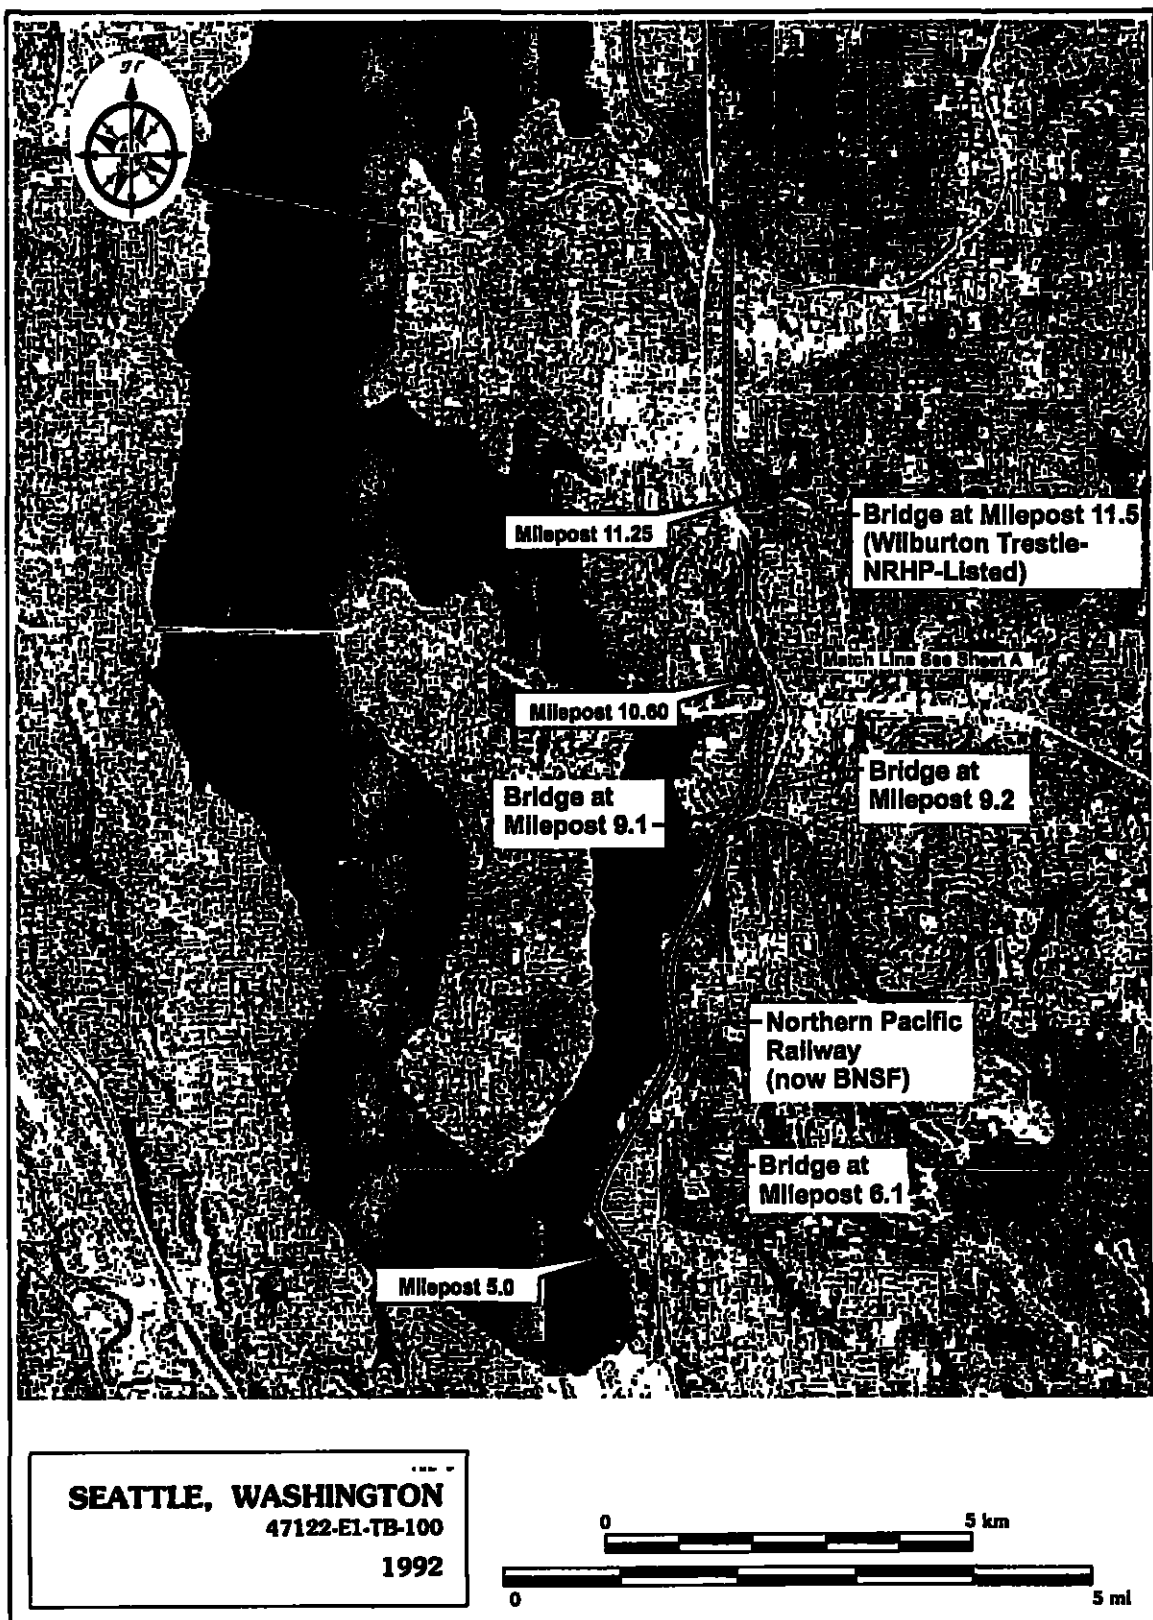 Milepost 11.25
Bridge at Milepost 11.5
(Wilburton Trestle-
NRHP-Listed)
Match Line See Sheet A
Milepost 10.60
Bridge at
Milepost 9.2
Bridge at
Milepost 9.1
Northern Pacific
Railway
(now BNSF)
Bridge at
Milepost 6.1
Milepost 5.0
SEATTLE, WASHINGTON
47122-E1-TB-100
1992
0 5 km
0 5 mi